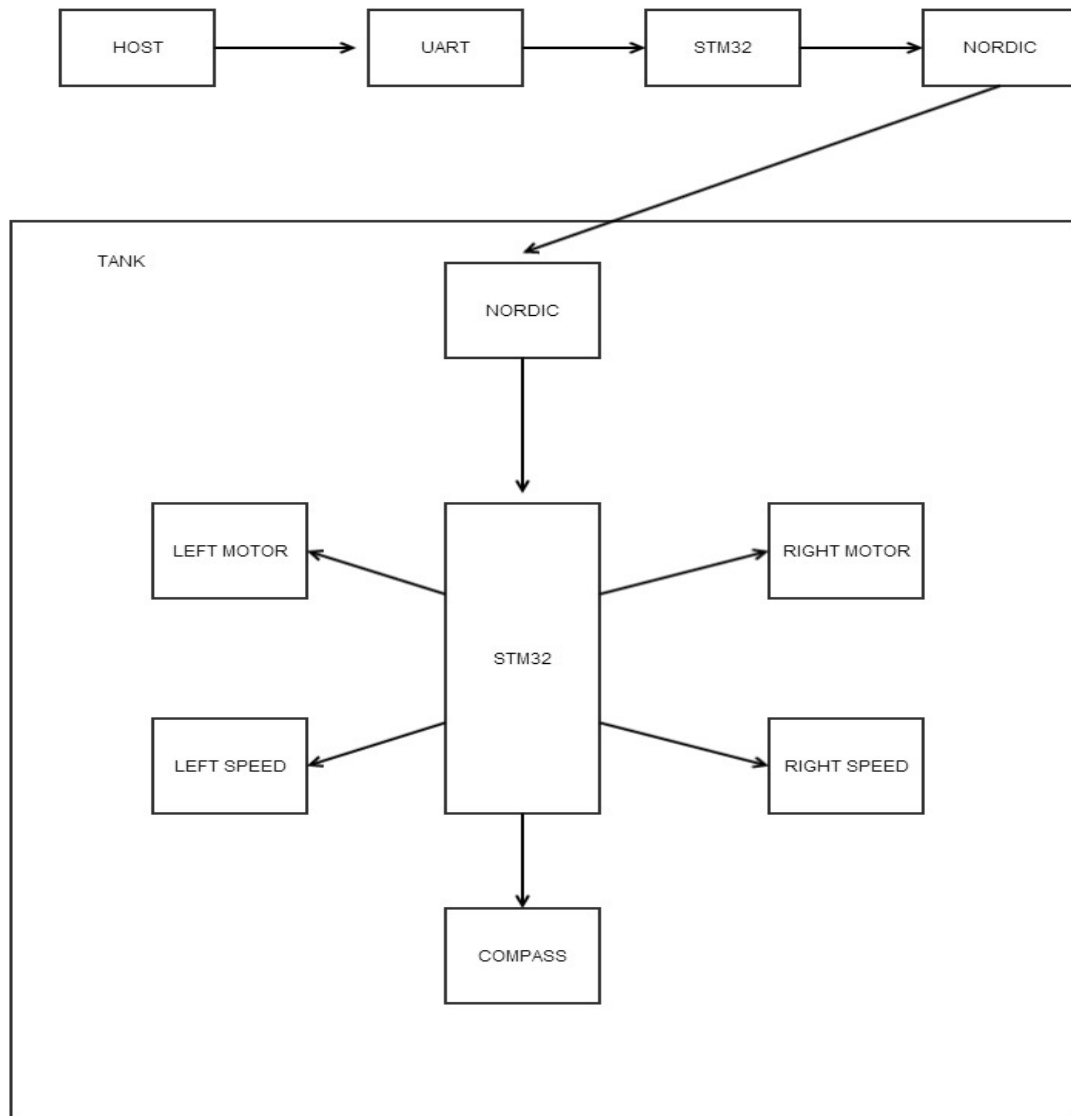 HOST
UART
STM32
NORDIC
TANK
NORDIC
LEFT MOTOR
RIGHT MOTOR
STM32
LEFT SPEED
RIGHT SPEED
COMPASS